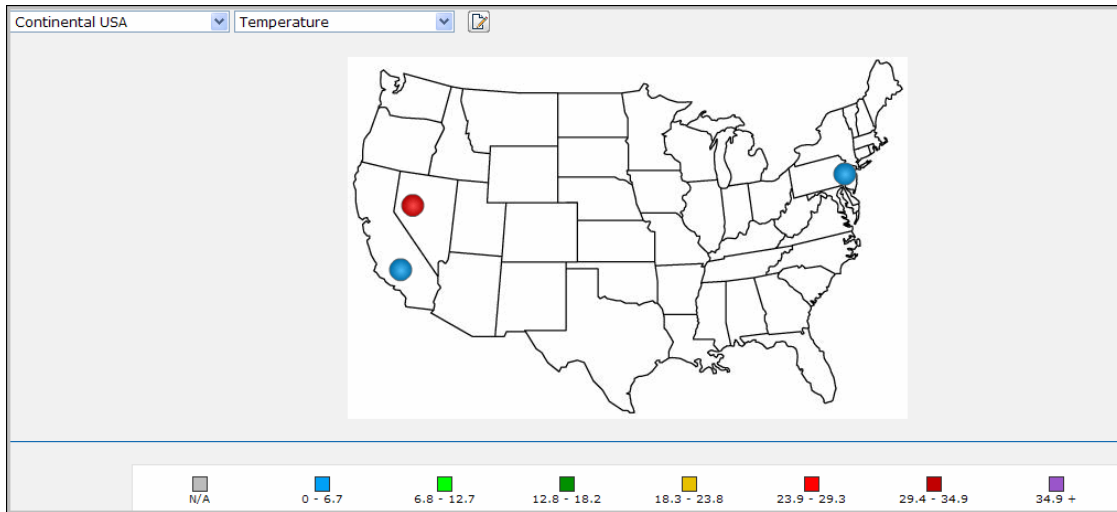 Continental USA
Temperature
N/A
0 - 6.7
6.8 - 12.7
12.8 - 18.2
18.3 - 23.8
23.9 - 29.3
29.4 - 34.9
34.9 +